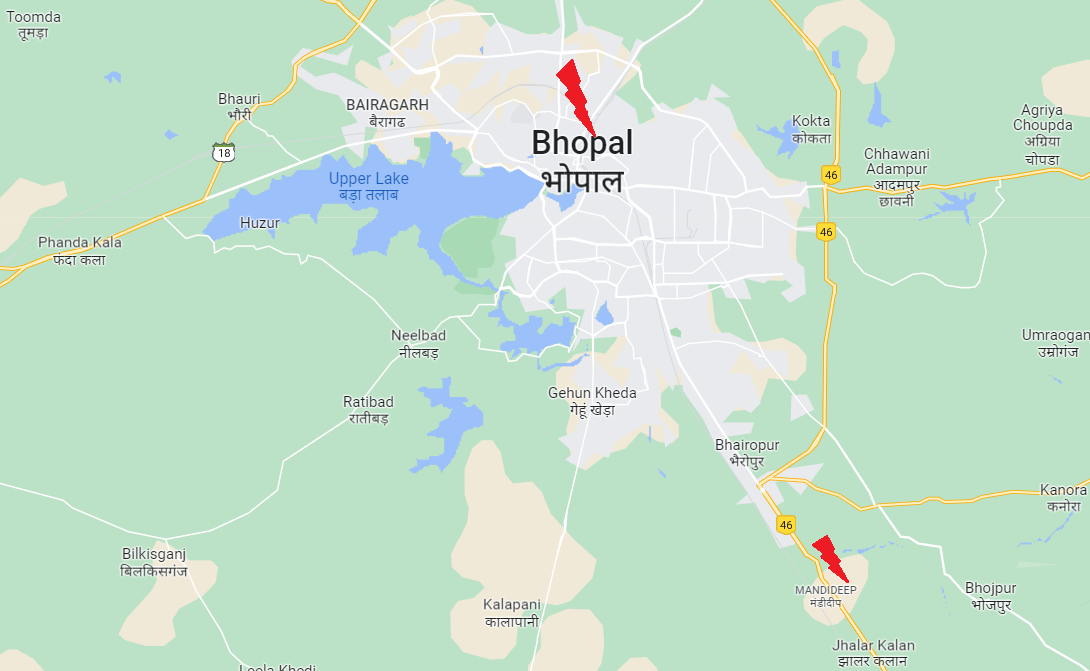 Toomda
तूमड़ा
Bhauri
भौरी
18
BAIRAGARH
बैरागढ
Bhopal
भोपाल
Kokta
कोकता
Agriya
Choupda
अग्रिया
चोपडा
Chhawani
Adampur
आदमपुर
छावनी
46
Upper Lake
बड़ा तालाब
Huzur
46
Phanda Kala
फंदा कला
Neelbad
नीलबड़
Umraogan
उम्रोगंज
Ratibad
रातीबड़
Gehun Kheda
गेहूं खेड़ा
Bhairopur
भैरोपुर
Kanora
कनोरा
46
Bilkisganj
बिलकिसगंज
MANDIDEEP
मंडीदीप
Bhojpur
भोजपुर
Kalapani
कालापानी
Jhalar Kalan
झालर कलान
Leela Khedi